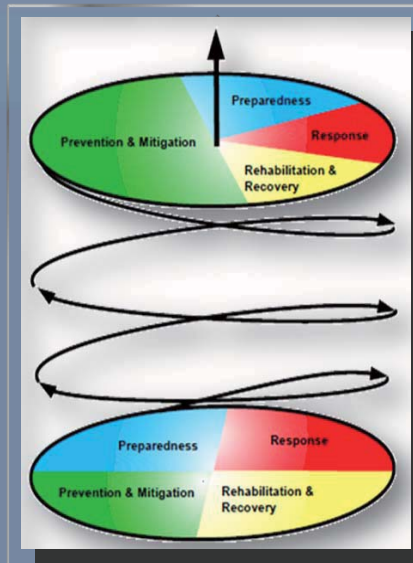 Preparedness
Prevention & Mitigation
Response
Rehabilitation &
Recovery
Preparedness
Response
Prevention & Mitigation
Rehabilitation &
Recovery